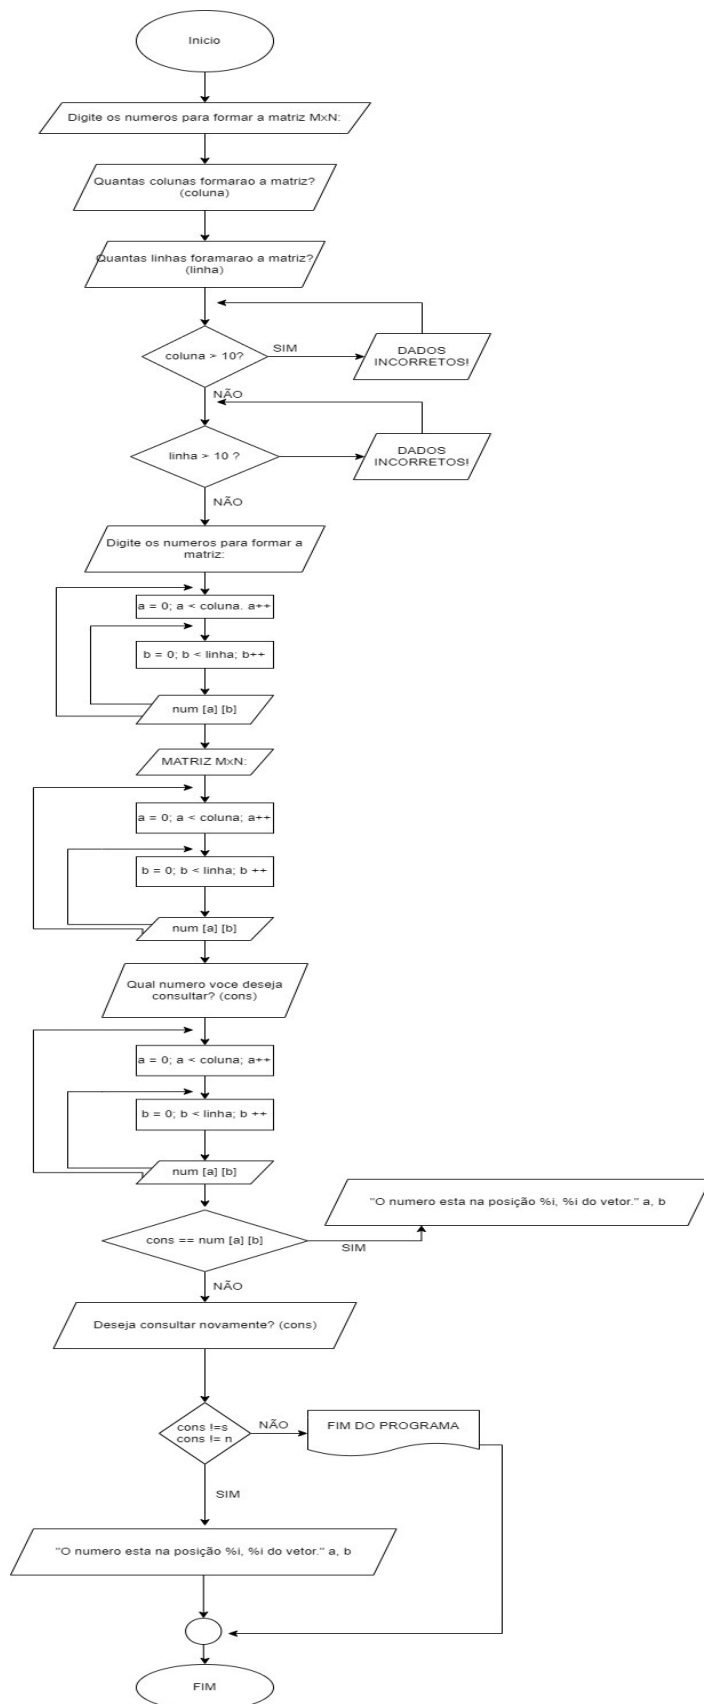 Inicio
Digite os numeros para formar a matriz MxN:
Quantas colunas formarao a matriz?
(coluna)
Quantas linhas foramarao a matriz?
(linha)
coluna > 10?
SIM
DADOS
INCORRETOS!
NÃO
linha > 10 ?
DADOS
INCORRETOS!
NÃO
Digite os numeros para formar a
matriz:
a = 0; a < coluna. a++
b = 0; b < linha; b++
num [a] [b]
MATRIZ MxN:
a = 0; a < coluna; a++
b = 0; b < linha; b ++
num [a] [b]
Qual numero voce deseja
consultar? (cons)
a = 0; a < coluna; a++
b = 0; b < linha; b ++
num [a] [b]
"O numero esta na posição %i, %i do vetor." a, b
cons == num [a] [b]
SIM
NÃO
Deseja consultar novamente? (cons)
cons !=s
cons != n
NÃO
FIM DO PROGRAMA
SIM
"O numero esta na posição %i, %i do vetor." a, b
FIM